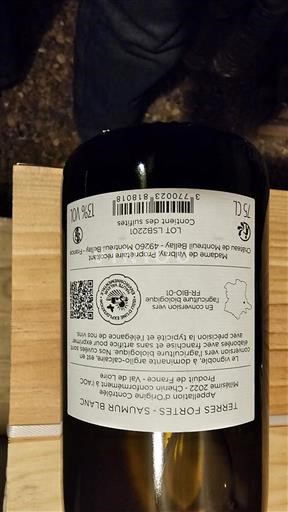 TERRES FORTES - SAUMUR BLANC
Appellation d'Origine Contrôlée
Millésime 2022 - Chenin conformément à l'AOC
Produit de France - Val de Loire
Le vignoble, à dominante argilo-calcaire, est en
conversion vers l'agriculture biologique. Nos cuvées sont
élaborées avec franchise et sans artifice pour exprimer
avec précision la typicité et l'élégance de nos vins.
En conversion vers
l'agriculture biologique
FR-BIO-01
Madame de Valbray, Propriétaire récoltant
Château de Montreuil Bellay - 49260 Montreuil Bellay - France
LOT LSB2201
Contient des sulfites
3 770023 818018
75 CL
13% VOL